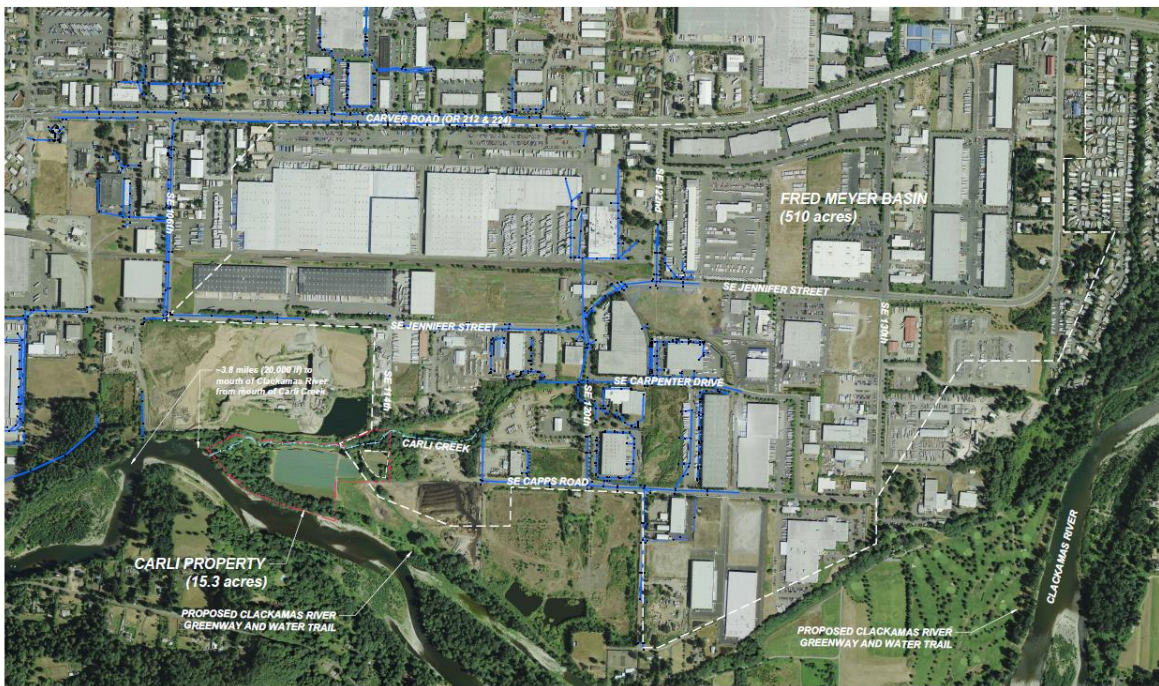 CARVER ROAD (OR 212 & 224)
SE 106th
SE 122nd
FRED MEYER BASIN
(510 acres)
SE JENNIFER STREET
SE JENNIFER STREET
SE 130th
~3.8 miles (20,000 lf) to
mouth of Clackamas River
from mouth of Carli Creek
SE 114th
SE CARPENTER DRIVE
SE 120th
CARLI CREEK
SE CAPPS ROAD
CARLI PROPERTY
(15.3 acres)
CLACKAMAS RIVER
PROPOSED CLACKAMAS RIVER
GREENWAY AND WATER TRAIL
PROPOSED CLACKAMAS RIVER
GREENWAY AND WATER TRAIL